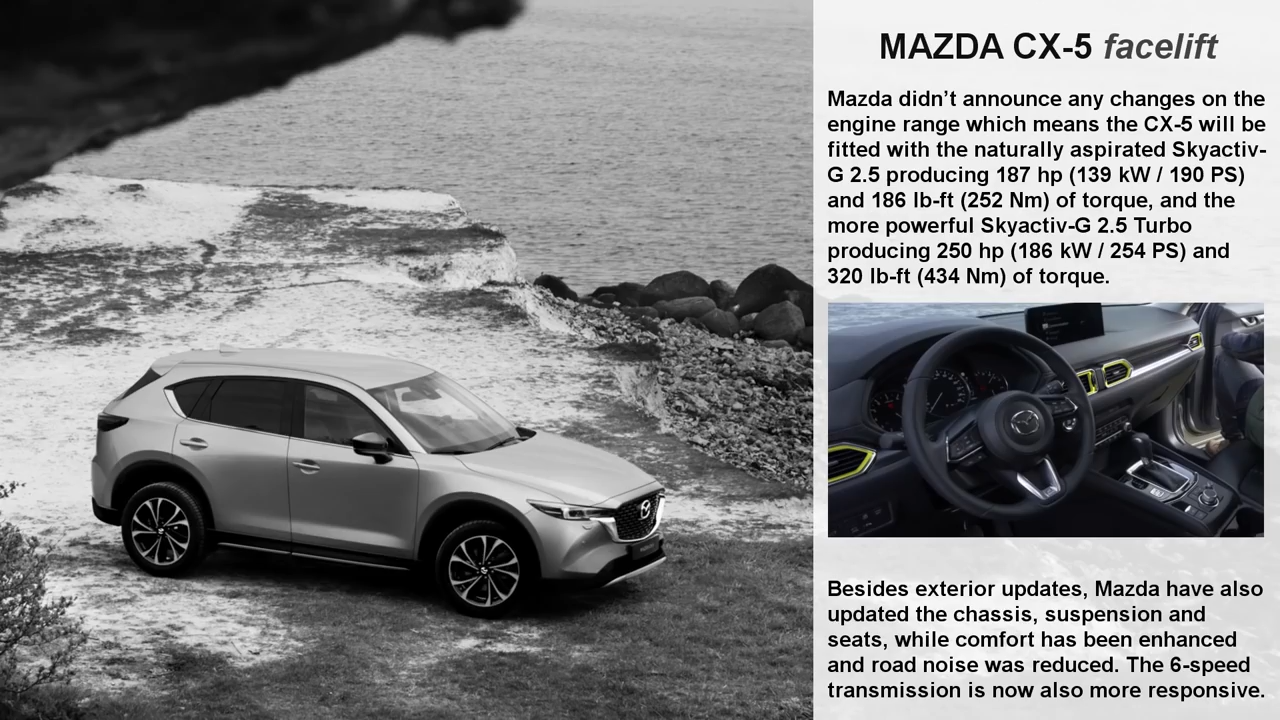 MAZDA CX-5 facelift
Mazda didn’t announce any changes on the
engine range which means the CX-5 will be
fitted with the naturally aspirated Skyactiv-
G 2.5 producing 187 hp (139 kW / 190 PS)
and 186 lb-ft (252 Nm) of torque, and the
more powerful Skyactiv-G 2.5 Turbo
producing 250 hp (186 kW / 254 PS) and
320 lb-ft (434 Nm) of torque.
Besides exterior updates, Mazda have also
updated the chassis, suspension and
seats, while comfort has been enhanced
and road noise was reduced. The 6-speed
transmission is now also more responsive.